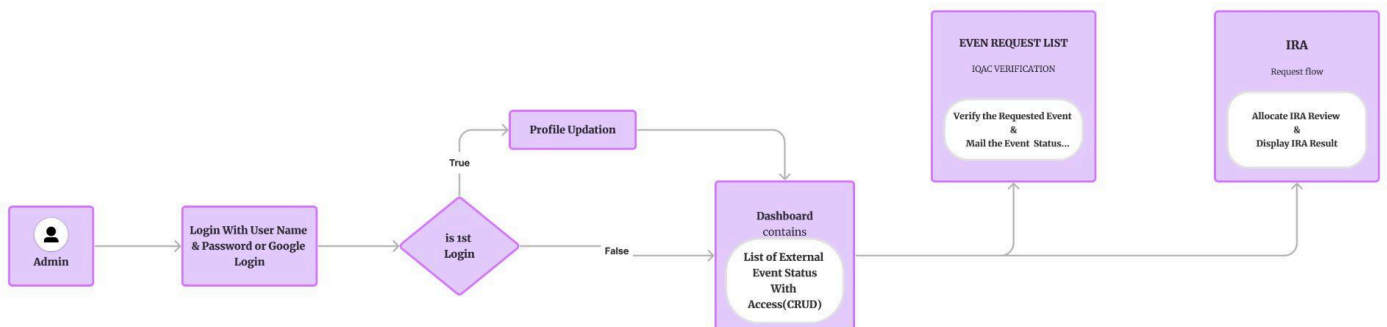 Admin
Login With User Name
& Password or Google
Login
is 1st
Login
True
False
Profile Updation
Dashboard
contains
List of External
Event Status
With
Access(CRUD)
EVEN REQUEST LIST
IQAC VERIFICATION
Verify the Requested Event
&
Mail the Event Status...
IRA
Request flow
Allocate IRA Review
&
Display IRA Result